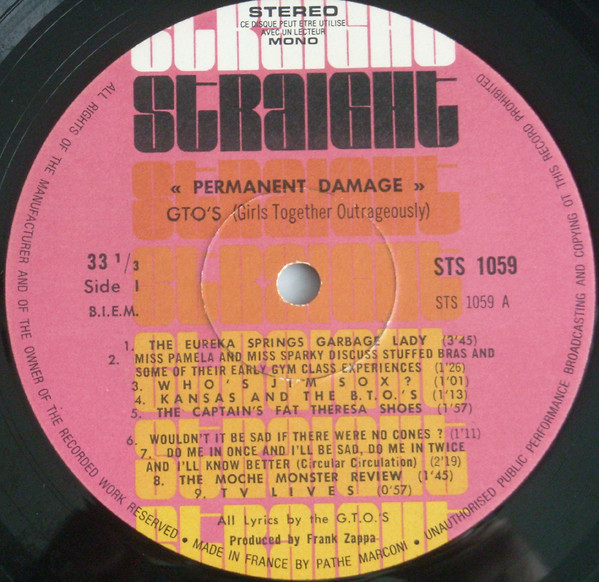 STEREO
CE DISQUE PEUT ETRE UTILISE
AVEC UN LECTEUR
MONO
STRAIGHT
STRAIGHT
STRAIGHT
« PERMANENT DAMAGE »
GTO'S (Girls Together Outrageously)
STRAIGHT
33 1/3
Side 1
B.I.E.M.
STS 1059
STS 1059 A
1. THE EUREKA SPRINGS GARBAGE LADY (3'45)
2. MISS PAMELA AND MISS SPARKY DISCUSS STUFFED BRAS AND
SOME OF THEIR EARLY GYM CLASS EXPERIENCES (1'26)
3. WHO'S JIM SOX? (1'01)
4. KANSAS AND THE B.T.O.'S (1'13)
5. THE CAPTAIN'S FAT THERESA SHOES (1'57)
6. WOULDN'T IT BE SAD IF THERE WERE NO CONES ? (1'11)
7. DO ME IN ONCE AND I'LL BE SAD, DO ME IN TWICE
AND I'LL KNOW BETTER (Circular Circulation) (2'19)
8. THE MOCHE MONSTER REVIEW (1'45)
9. TV LIVES (0'57)
STRAIGHT
STRAIGHT
STRAIGHT
STRAIGHT
All Lyrics by the G.T.O.'S
Produced by Frank Zappa
ALL RIGHTS OF THE MANUFACTURER AND OF THE OWNER OF THE RECORDED WORK RESERVED • MADE IN FRANCE BY PATHE MARCONI • UNAUTHORISED PUBLIC PERFORMANCE BROADCASTING AND COPYING OF THIS RECORD PROHIBITED